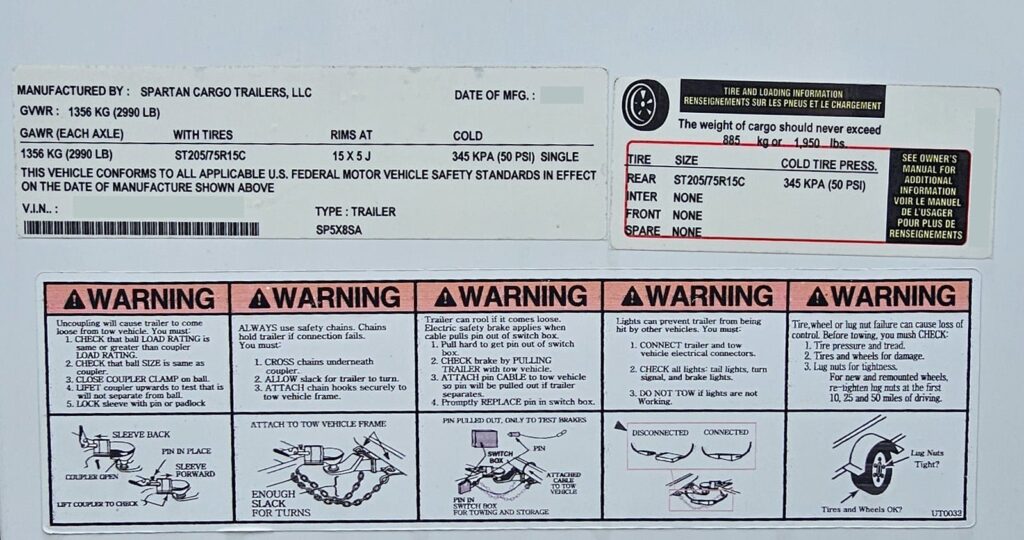 MANUFACTURED BY : SPARTAN CARGO TRAILERS, LLC
DATE OF MFG. :
GVWR : 1356 KG (2990 LB)
GAWR (EACH AXLE) WITH TIRES RIMS AT COLD
1356 KG (2990 LB) ST205/75R15C 15 X 5 J 345 KPA (50 PSI) SINGLE
THIS VEHICLE CONFORMS TO ALL APPLICABLE U.S. FEDERAL MOTOR VEHICLE SAFETY STANDARDS IN EFFECT
ON THE DATE OF MANUFACTURE SHOWN ABOVE
V.I.N.. :
TYPE : TRAILER
SP5X8SA
TIRE AND LOADING INFORMATION
RENSEIGNEMENTS SUR LES PNEUS ET LE CHARGEMENT
The weight of cargo should never exceed
885 kg or 1,950 lbs.
TIRE SIZE COLD TIRE PRESS.
REAR ST205/75R15C 345 KPA (50 PSI)
INTER NONE
FRONT NONE
SPARE NONE
SEE OWNER'S
MANUAL FOR
ADDITIONAL
INFORMATION
VOIR LE MANUEL
DE L'USAGER
POUR PLUS DE
RENSEIGNEMENTS
WARNING
Uncoupling will cause trailer to come
loose from tow vehicle. You must:
1. CHECK that ball LOAD RATING is
same or greater than coupler
LOAD RATING.
2. CHECK that ball SIZE is same as
coupler.
3. CLOSE COUPLER CLAMP on ball.
4. LIFET coupler upwards to test that is
will not separate from ball.
5. LOCK sleeve with pin or padlock
SLEEVE BACK
PIN IN PLACE
COUPLER OPEN
SLEEVE
FORWARD
LIFT COUPLER TO CHECK
WARNING
ALWAYS use safety chains. Chains
hold trailer if connection fails.
You must:
1. CROSS chains underneath
coupler.
2. ALLOW slack for trailer to turn.
3. ATTACH chain hooks securely to
tow vehicle frame.
ATTACH TO TOW VEHICLE FRAME
ENOUGH
SLACK
FOR TURNS
WARNING
Trailer can rool if it comes loose.
Electric safety brake applies when
cable pulls pin out of switch box.
1. Pull hard to get pin out of switch
box.
2. CHECK brake by PULLING
TRAILER with tow vehicle.
3. ATTACH pin CABLE to tow vehicle
so pin will be pulled out if trailer
separates.
4. Promptly REPLACE pin in switch box.
PIN PULLED OUT, ONLY TO TEST BRAKES
SWITCH
BOX
PIN
ATTACHED
CABLE
TO TOW
VEHICLE
PIN IN
SWITCH BOX
FOR TOWING AND STORAGE
WARNING
Lights can prevent trailer from being
hit by other vehicles. You must:
1. CONNECT trailer and tow
vehicle electrical connectors.
2. CHECK all lights: tail lights, turn
signal, and brake lights.
3. DO NOT TOW if lights are not
Working.
DISCONNECTED CONNECTED
WARNING
Tire,wheel or lug nut failure can cause loss of
control. Before towing, you mush CHECK:
1. Tire pressure and tread.
2. Tires and wheels for damage.
3. Lug nuts for tightness.
For new and remounted wheels,
re-tighten lug nuts at the first
10, 25 and 50 miles of driving.
Lug Nuts
Tight?
Tires and Wheels OK?
UT0032